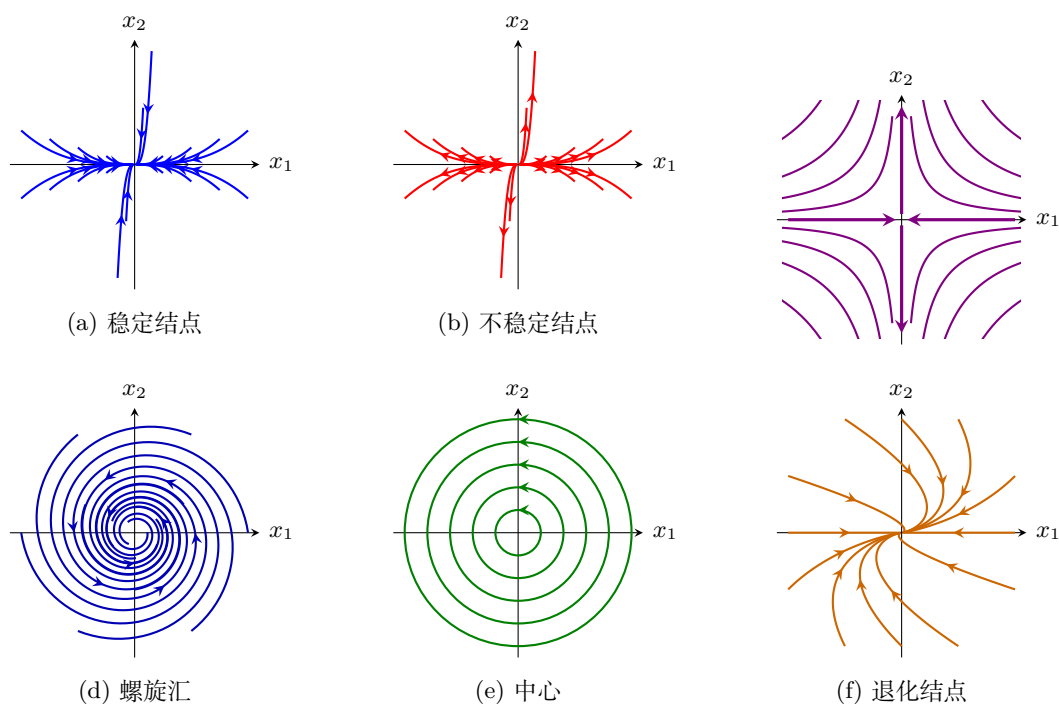 x₂
x₁
(a) 稳定结点
x₂
x₁
(b) 不稳定结点
x₂
x₁
x₂
x₁
(d) 螺旋汇
x₂
x₁
(e) 中心
x₂
x₁
(f) 退化结点